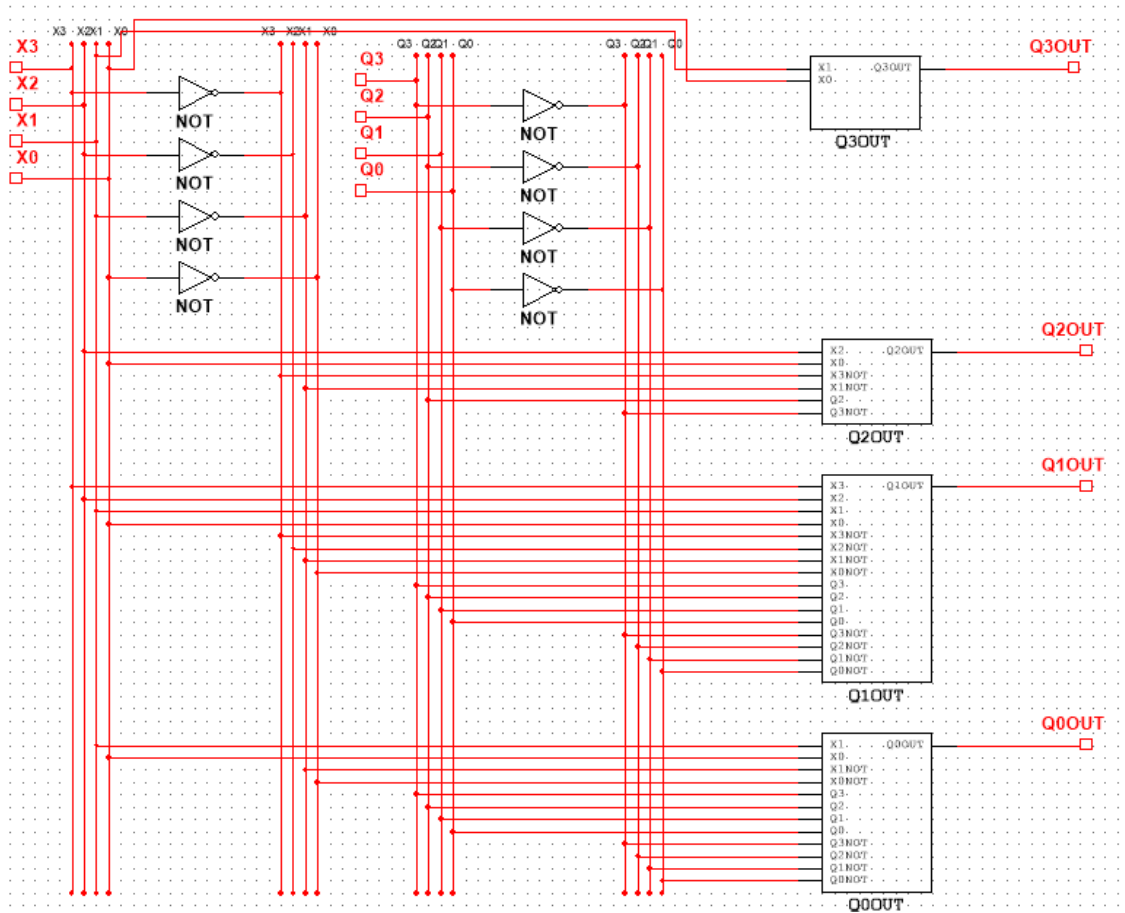 X3 X2X1 X0
X3 X2X1 X0
Q3 Q2Q1 Q0
Q3 Q2Q1 Q0
X3
X2
X1
X0
NOT
NOT
NOT
NOT
Q3
Q2
Q1
Q0
NOT
NOT
NOT
NOT
X1 Q3OUT
X0
Q3OUT
Q3OUT
X2 Q2OUT
X0
X3NOT
X1NOT
Q2
Q3NOT
Q2OUT
Q2OUT
X3 Q1OUT
X2
X1
X0
X3NOT
X2NOT
X1NOT
X0NOT
Q3
Q2
Q1
Q0
Q3NOT
Q2NOT
Q1NOT
Q0NOT
Q1OUT
Q1OUT
X1 Q0OUT
X0
X1NOT
X0NOT
Q3
Q2
Q1
Q0
Q3NOT
Q2NOT
Q1NOT
Q0NOT
Q0OUT
Q0OUT